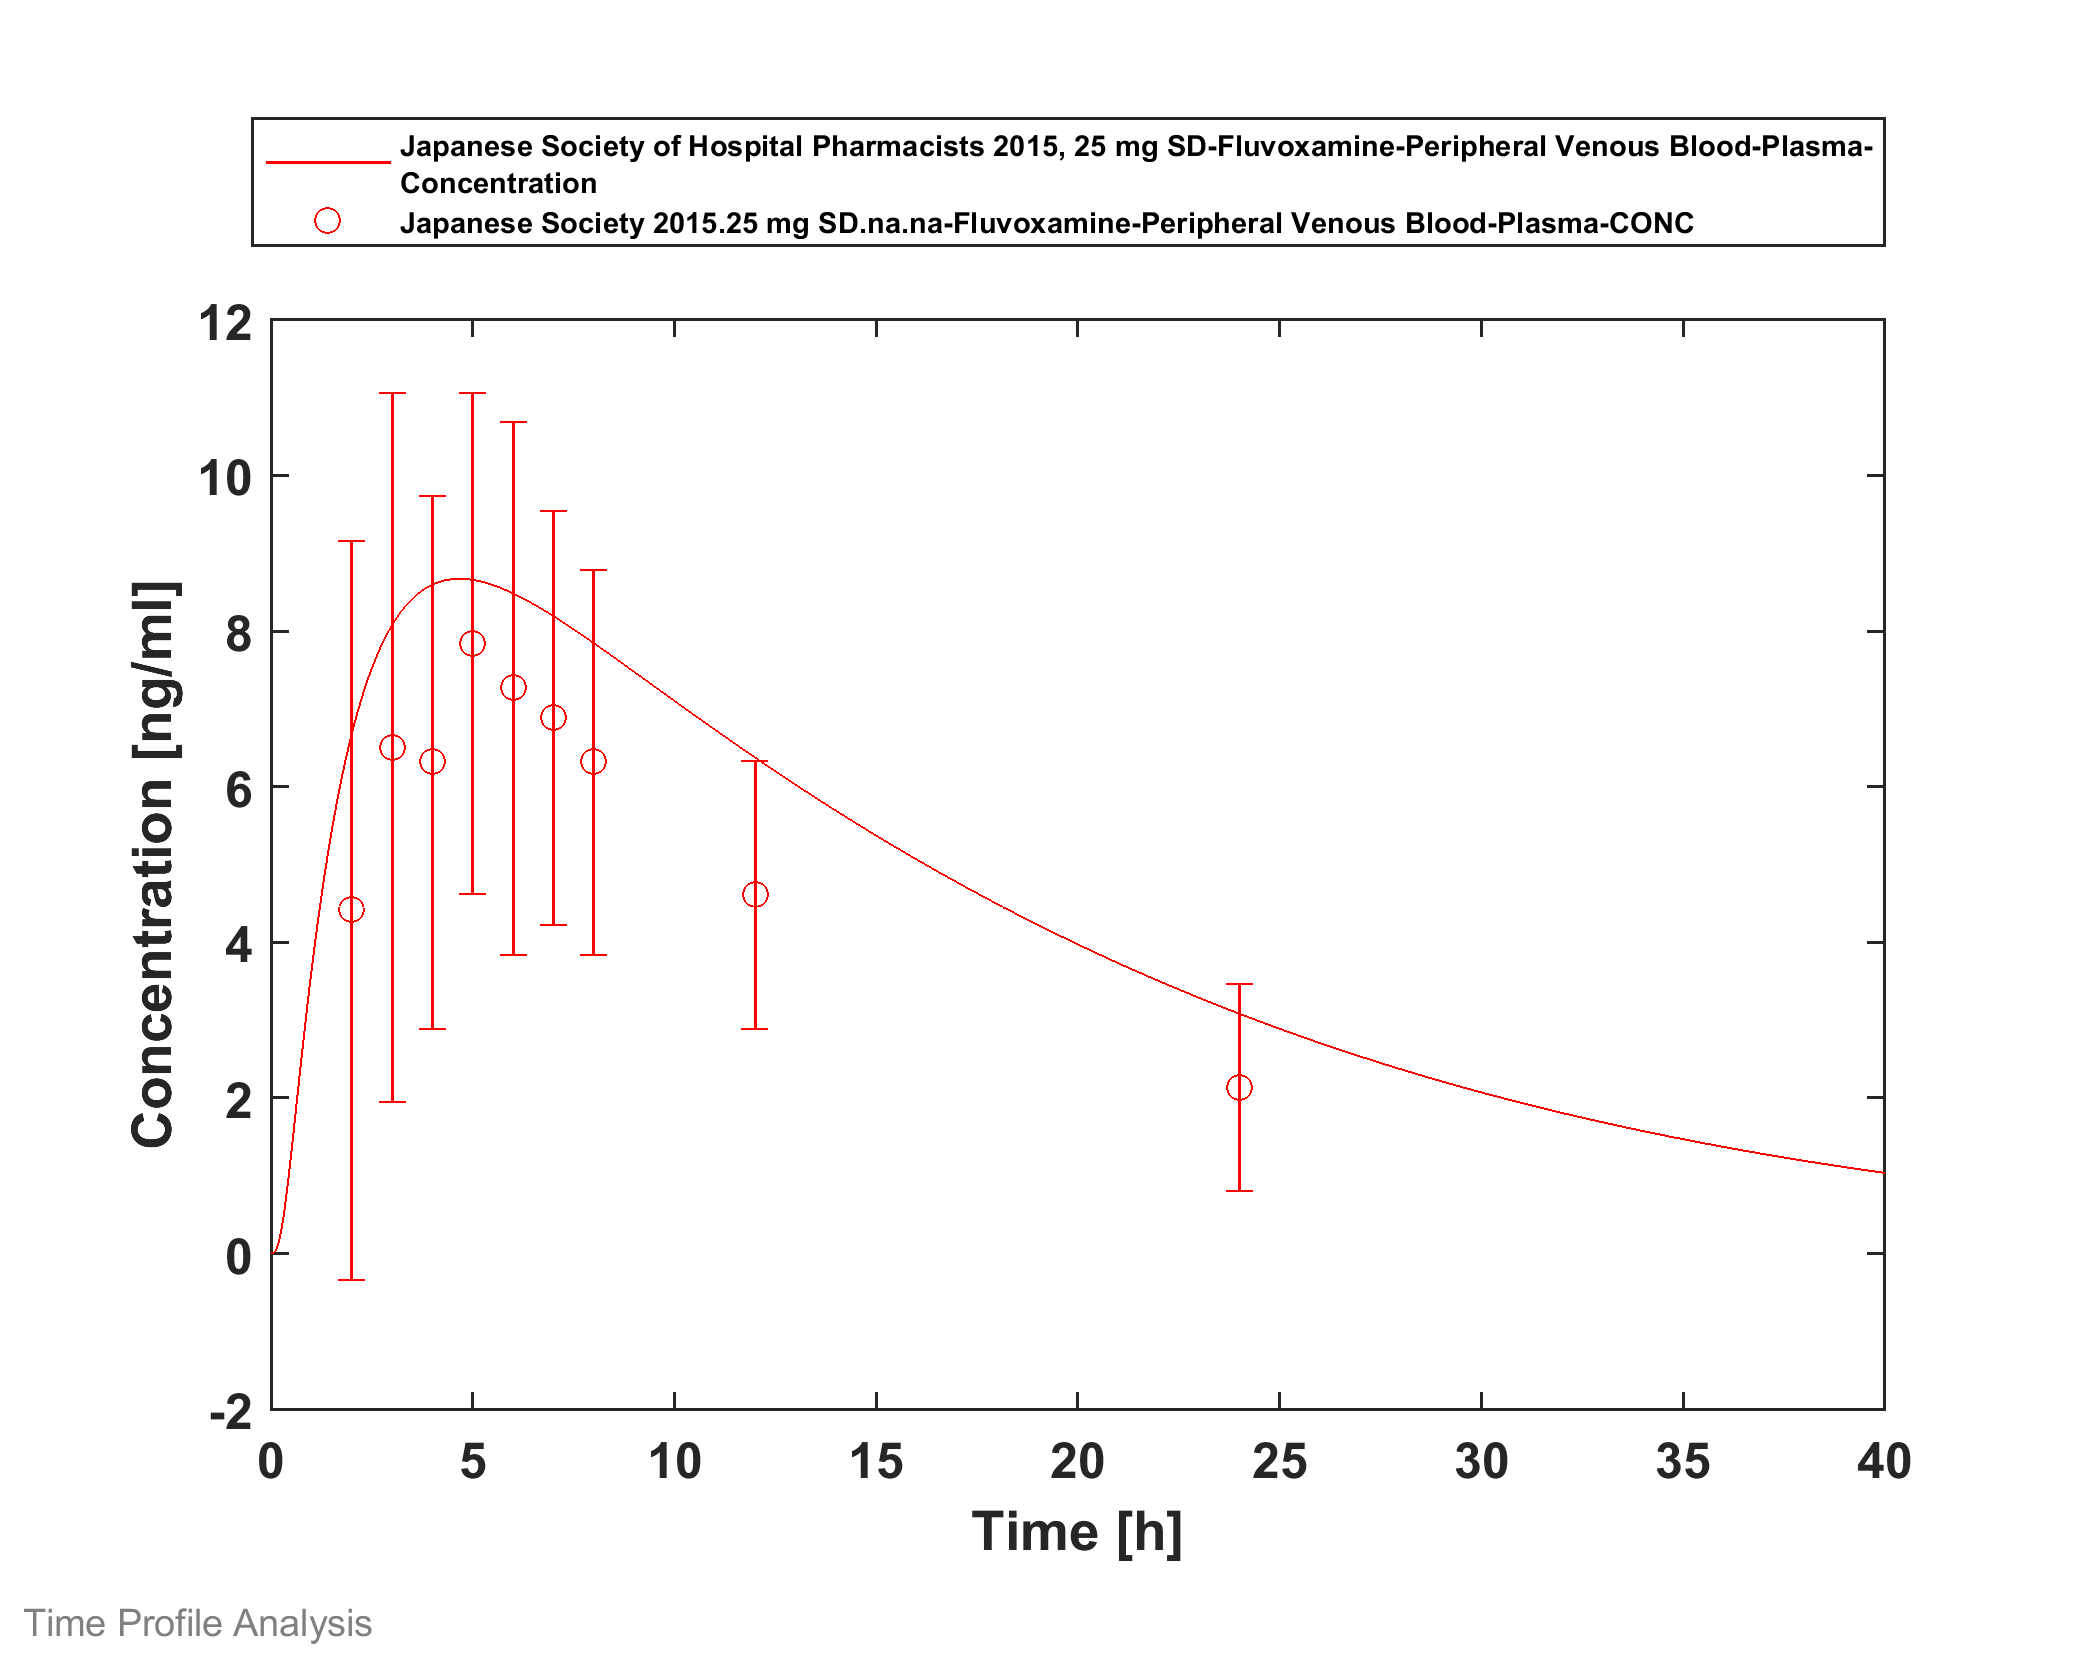 Japanese Society of Hospital Pharmacists 2015, 25 mg SD-Fluvoxamine-Peripheral Venous Blood-Plasma-
Concentration
Japanese Society 2015.25 mg SD.na.na-Fluvoxamine-Peripheral Venous Blood-Plasma-CONC
12
10
8
6
4
2
0
-2
Concentration [ng/ml]
0 5 10 15 20 25 30 35 40
Time [h]
Time Profile Analysis